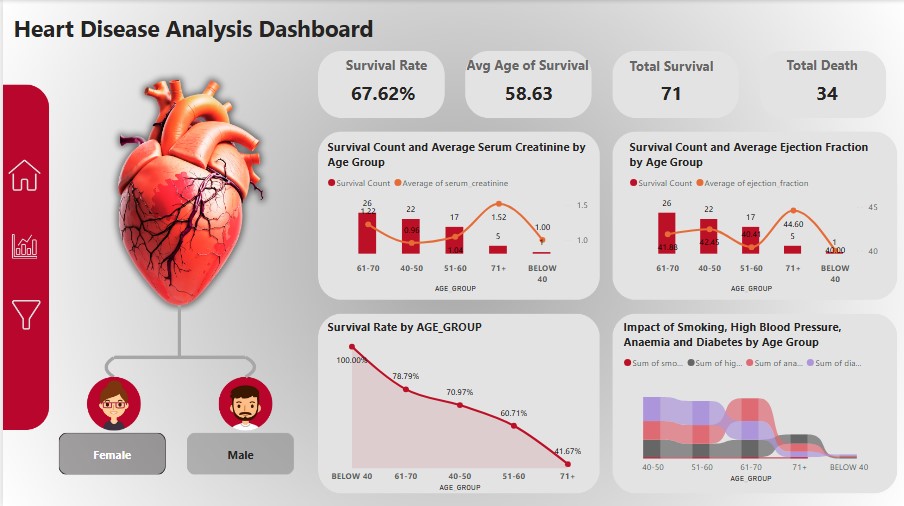 Heart Disease Analysis Dashboard
Survival Rate
67.62%
Avg Age of Survival
58.63
Total Survival
71
Total Death
34
Survival Count and Average Serum Creatinine by
Age Group
Survival Count Average of serum_creatinine
26
1.22
22
0.96
17
1.04
1.52
5
1.00
1
1.5
1.0
61-70 40-50 51-60 71+ BELOW
40
AGE_GROUP
Survival Count and Average Ejection Fraction
by Age Group
Survival Count Average of ejection_fraction
26
41.88
22
42.45
17
40.41
44.60
5
1
40.00
45
40
61-70 40-50 51-60 71+ BELOW
40
AGE_GROUP
Survival Rate by AGE_GROUP
100.00%
78.79%
70.97%
60.71%
41.67%
BELOW 40 61-70 40-50 51-60 71+
AGE_GROUP
Impact of Smoking, High Blood Pressure,
Anaemia and Diabetes by Age Group
Sum of smo... Sum of hig... Sum of ana... Sum of dia...
40-50 51-60 61-70 71+ BELOW 40
AGE_GROUP
Female
Male